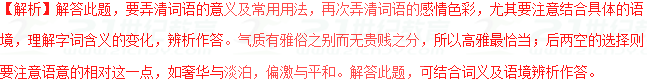 【解析】解答此题，要弄清词语的意义及常用用法，再次弄清词语的感情色彩，尤其要注意结合具体的语
境，理解字词含义的变化，辨析作答。气质有雅俗之别而无贵贱之分，所以高雅最恰当；后两空的选择则
要注意语意的相对这一点，如奢华与淡泊，偏激与平和。解答此题，可结合词义及语境辨析作答。